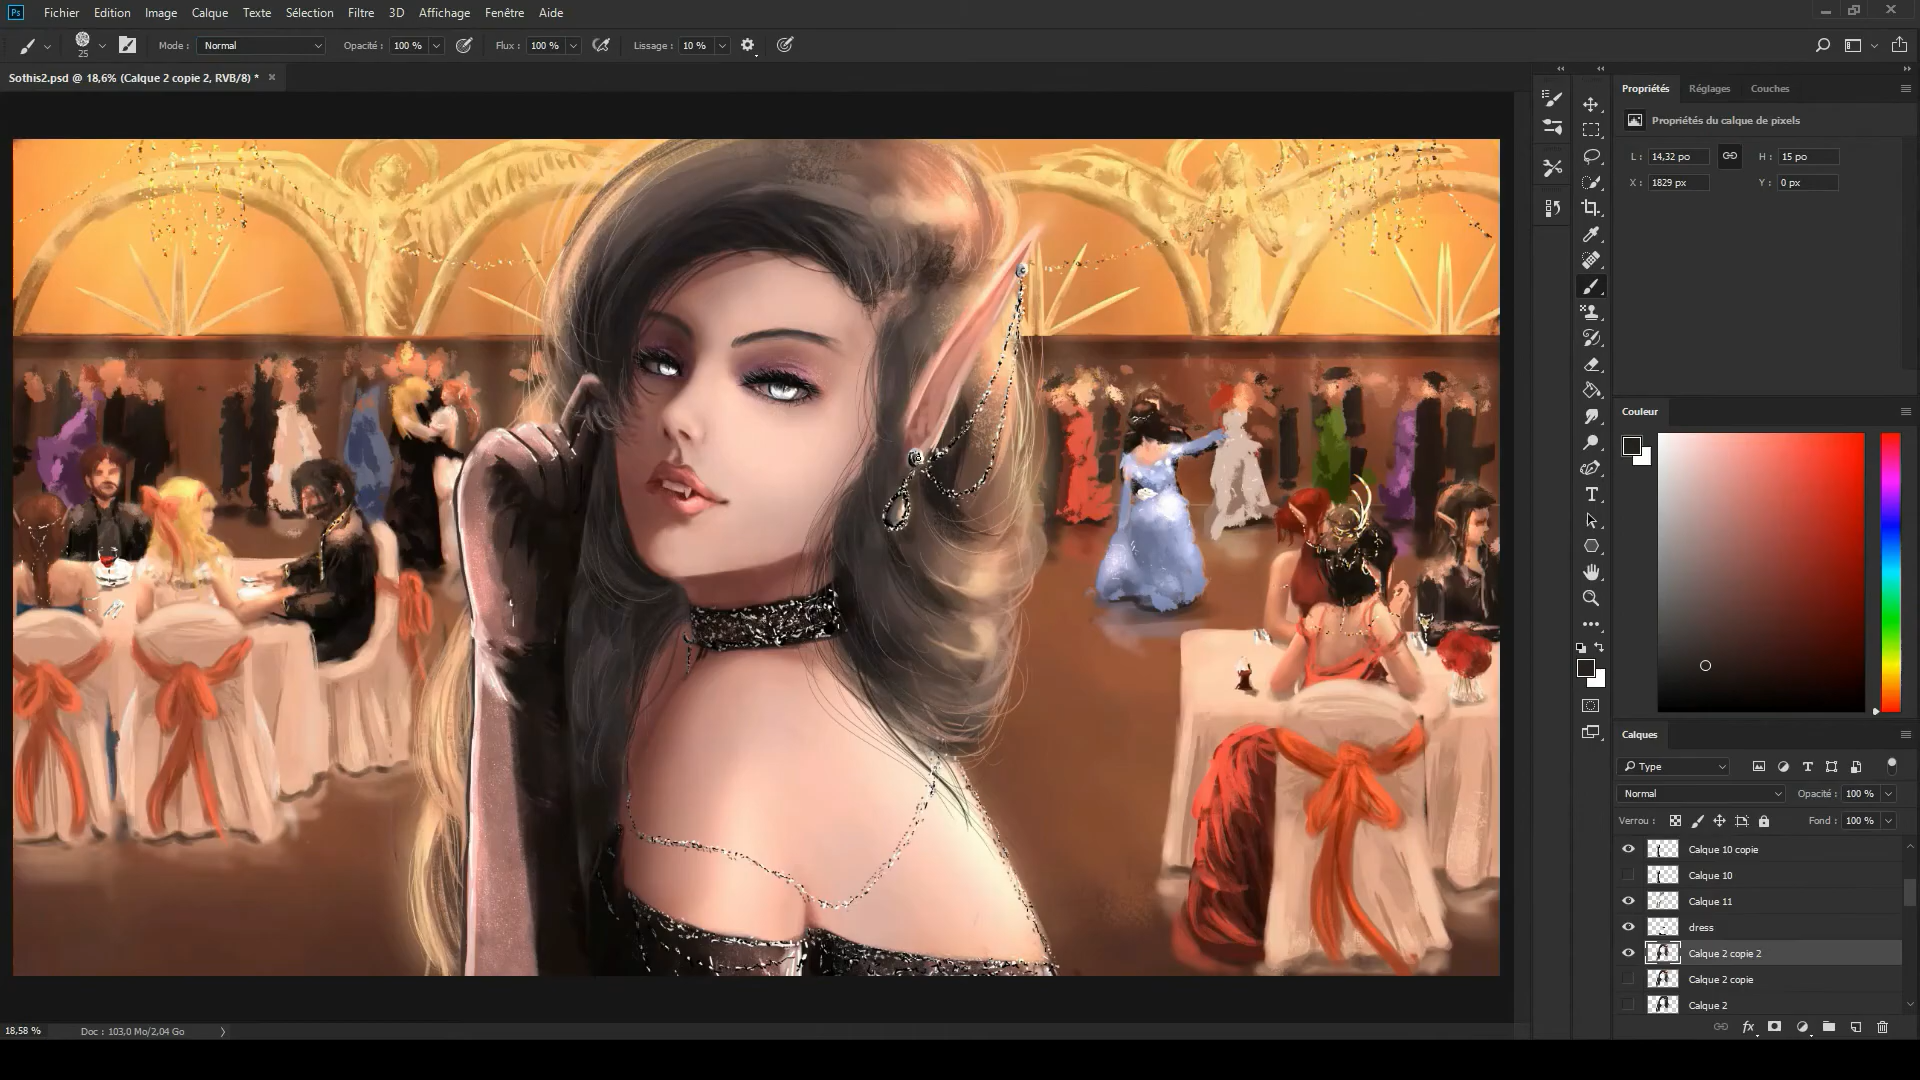 Ps Fichier Edition Image Calque Texte Sélection Filtre 3D Affichage Fenêtre Aide
25 Mode : Normal Opacité : 100 % Flux : 100 % Lissage : 10 %
Sothis2.psd @ 18,6% (Calque 2 copie 2, RVB/8) * ×
Propriétés Réglages Couches
Propriétés du calque de pixels
L : 14,32 po H : 15 po
X : 1829 px Y : 0 px
Couleur
Calques
Type
Normal Opacité : 100 %
Verrou : Fond : 100 %
Calque 10 copie
Calque 10
Calque 11
dress
Calque 2 copie 2
Calque 2 copie
Calque 2
fx
18,58 % Doc : 103,0 Mo/2,04 Go